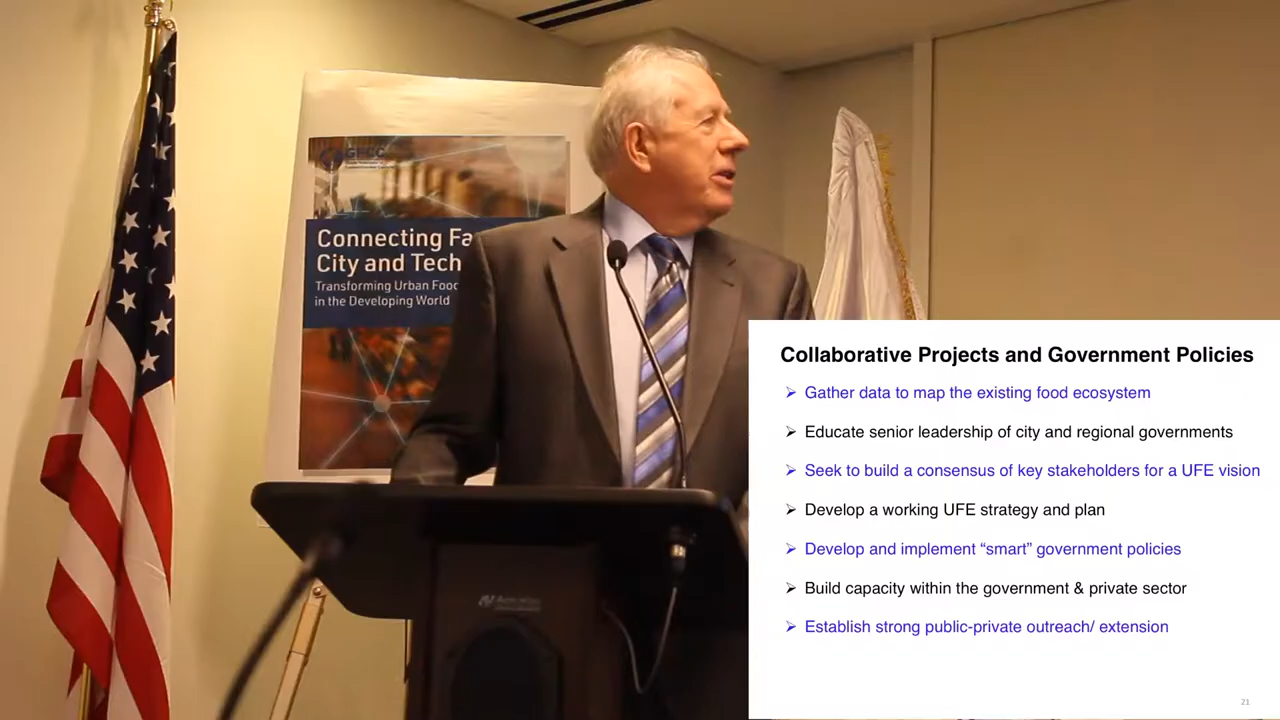 GFCC
Connecting Fa
City and Tech
Transforming Urban Food
in the Developing World
Collaborative Projects and Government Policies
➢ Gather data to map the existing food ecosystem
➢ Educate senior leadership of city and regional governments
➢ Seek to build a consensus of key stakeholders for a UFE vision
➢ Develop a working UFE strategy and plan
➢ Develop and implement “smart” government policies
➢ Build capacity within the government & private sector
➢ Establish strong public-private outreach/ extension
21